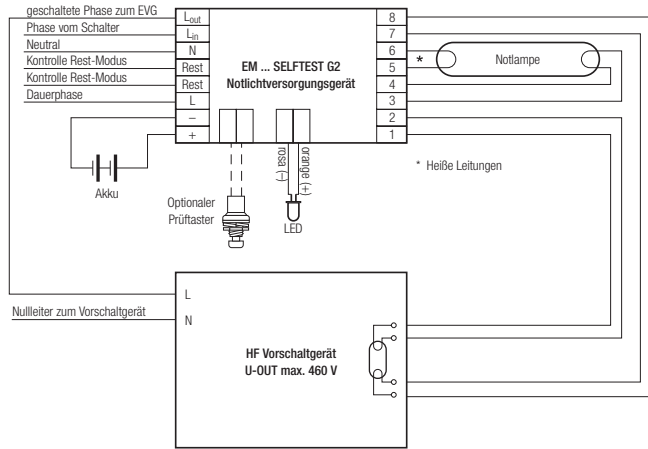 geschaltete Phase zum EVG
Phase vom Schalter
Neutral
Kontrolle Rest-Modus
Kontrolle Rest-Modus
Dauerphase
Lout
Lin
N
Rest
Rest
L
–
+
EM ... SELFTEST G2
Notlichtversorgungsgerät
8
7
6
5
4
3
2
1
*
Notlampe
* Heiße Leitungen
Akku
Optionaler
Prüftaster
rosa (–)
orange (+)
LED
L
Nullleiter zum Vorschaltgerät
N
HF Vorschaltgerät
U-OUT max. 460 V